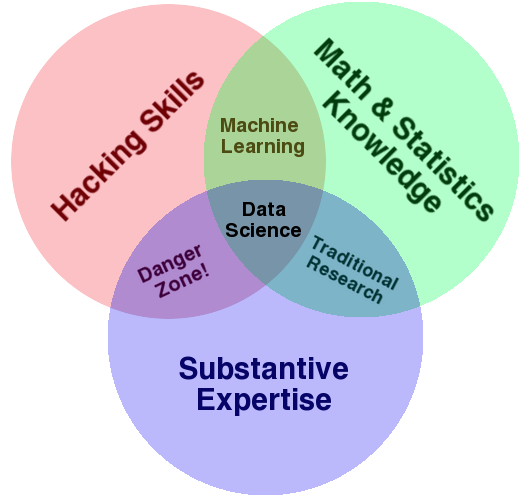 Hacking Skills
Math & Statistics
Knowledge
Machine
Learning
Data
Science
Danger
Zone!
Traditional
Research
Substantive
Expertise